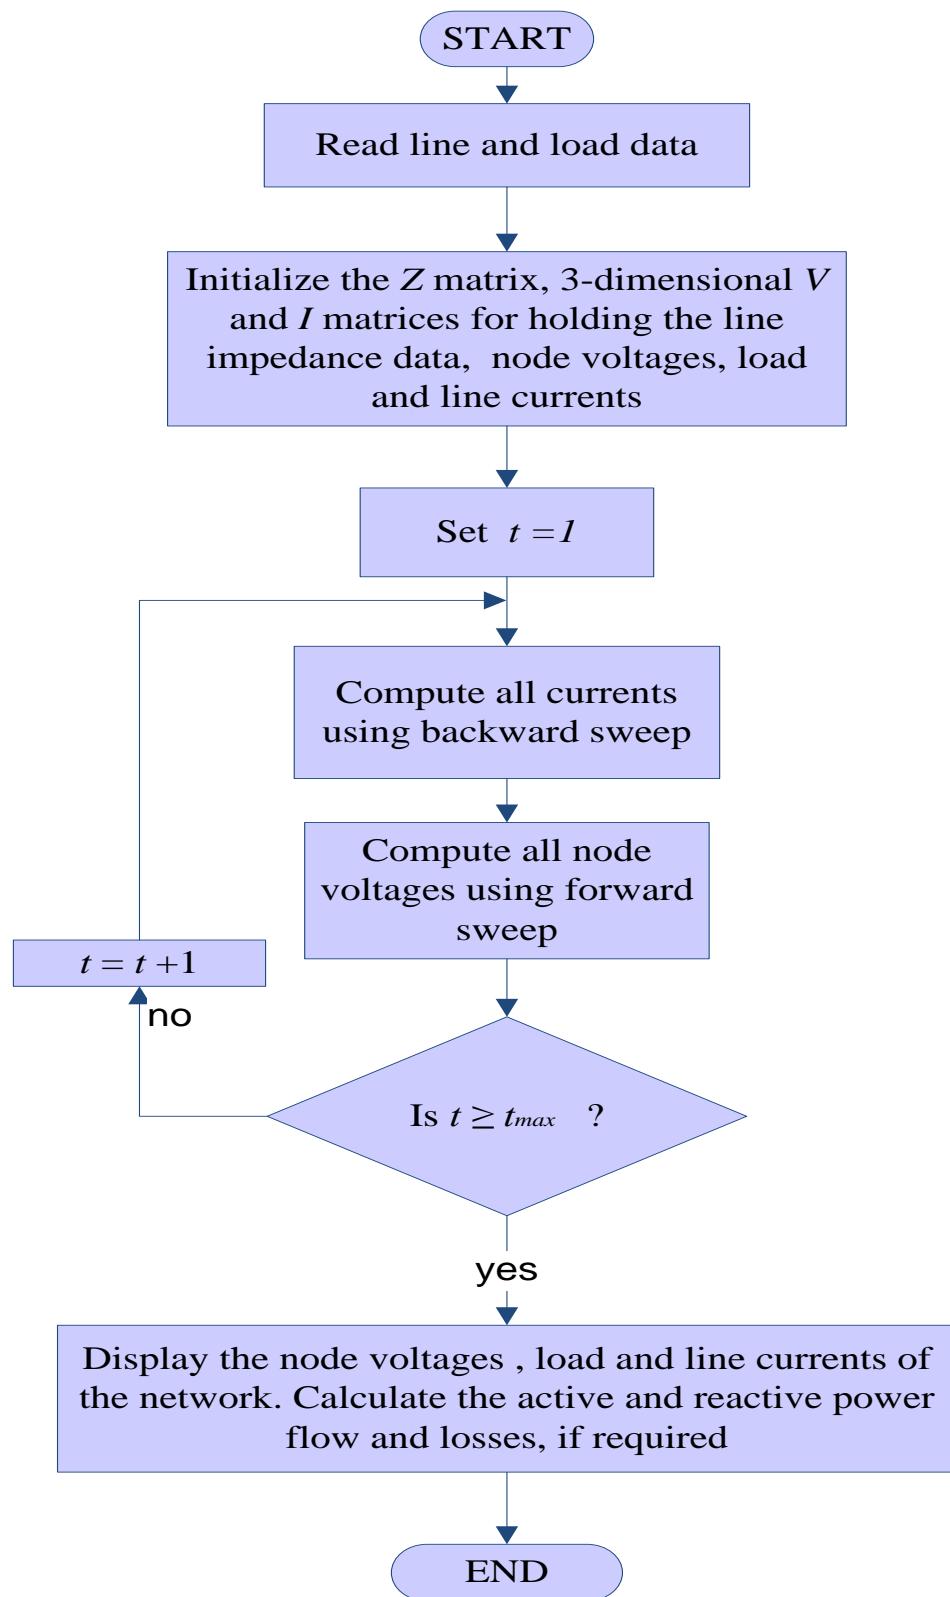 START
Read line and load data
Initialize the Z matrix, 3-dimensional V
and I matrices for holding the line
impedance data, node voltages, load
and line currents
Set t =1
Compute all currents
using backward sweep
Compute all node
voltages using forward
sweep
t = t +1
no
Is t ≥ tmax ?
yes
Display the node voltages , load and line currents of
the network. Calculate the active and reactive power
flow and losses, if required
END